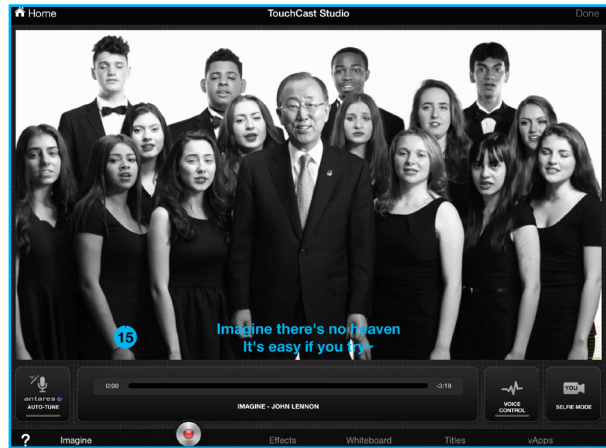 Home
TouchCast Studio
Done
15
Imagine there's no heaven
It's easy if you try~
antares
AUTO-TUNE
0:00
-3:18
IMAGINE - JOHN LENNON
VOICE
CONTROL
YOU
SELFIE MODE
?
Imagine
Effects
Whiteboard
Titles
vApps